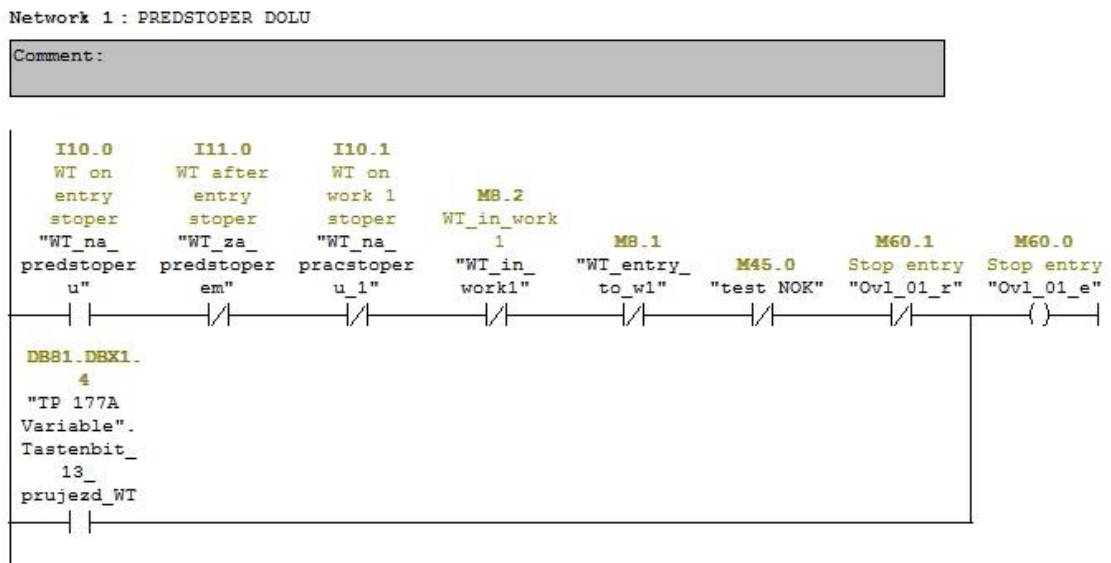 Network 1 : PREDSTOPER DOLU
Comment:
I10.0
WT on
entry
stoper
"WT_na_
predstoper
u"
I11.0
WT after
entry
stoper
"WT_za_
predstoper
em"
I10.1
WT on
work 1
stoper
"WT_na_
pracstoper
u_1"
M8.2
WT_in_work
1
"WT_in_
work1"
M8.1
"WT_entry_
to_w1"
M45.0
"test NOK"
M60.1
Stop entry
"Ovl_01_r"
M60.0
Stop entry
"Ovl_01_e"
DB81.DBX1.
4
"TP 177A
Variable".
Tastenbit_
13_
prujezd_WT